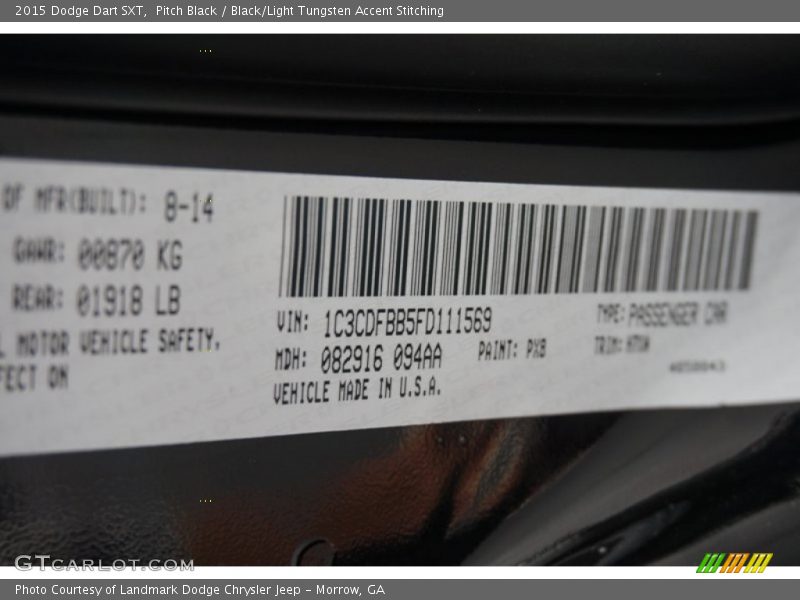 2015 Dodge Dart SXT, Pitch Black / Black/Light Tungsten Accent Stitching
OF MFR(BUILT): 8-14
GAWR: 00870 KG
REAR: 01918 LB
L MOTOR VEHICLE SAFETY,
FECT ON
VIN: 1C3CDFBB5FD111569
TYPE: PASSENGER CAR
MDH: 082916 094AA
PAINT: PXB
TRIM:
VEHICLE MADE IN U.S.A.
GTCARLOT.COM
Photo Courtesy of Landmark Dodge Chrysler Jeep - Morrow, GA